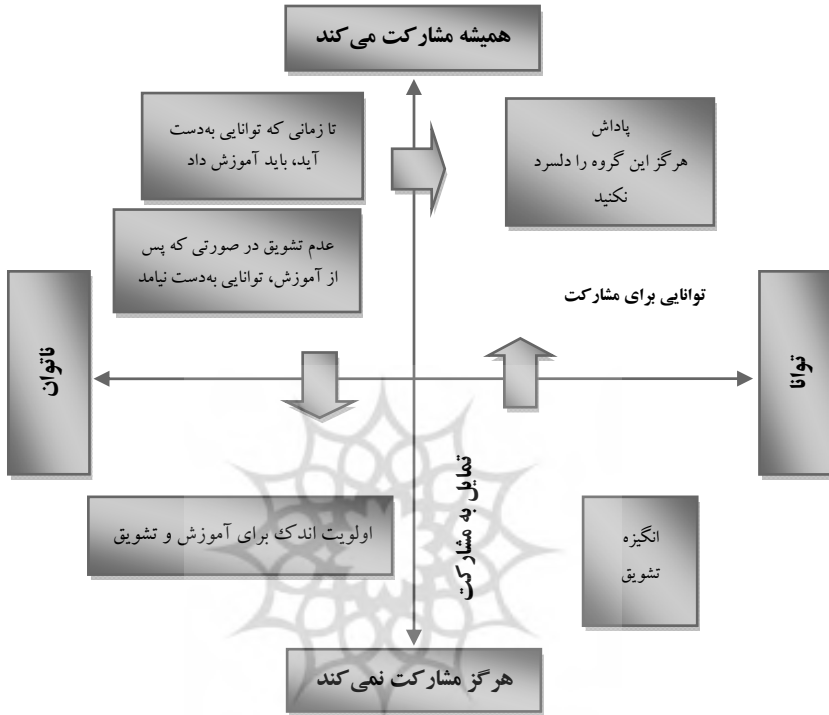 همیشه مشارکت می‌کند
پاداش
هرگز این گروه را دلسرد
نکنید
تا زمانی که توانایی به‌دست
آید، باید آموزش داد
عدم تشویق در صورتی که پس
از آموزش، توانایی به‌دست نیامد
توانایی برای مشارکت
توانا
ناتوان
تمایل به مشارکت
انگیزه
تشویق
اولویت اندک برای آموزش و تشویق
هرگز مشارکت نمی‌کند